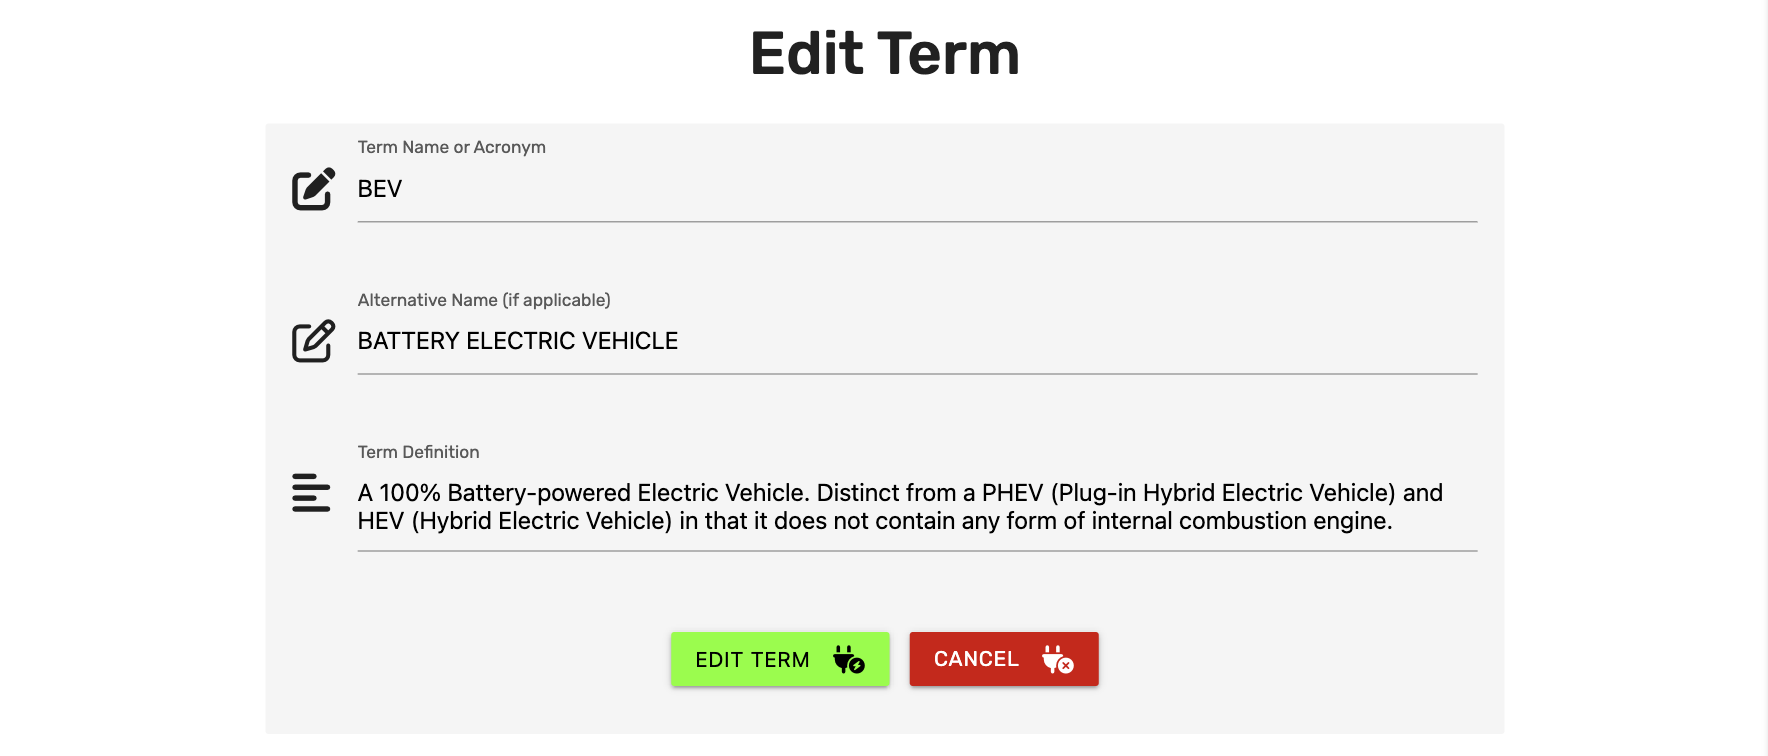 Edit Term
Term Name or Acronym
BEV
Alternative Name (if applicable)
BATTERY ELECTRIC VEHICLE
Term Definition
A 100% Battery-powered Electric Vehicle. Distinct from a PHEV (Plug-in Hybrid Electric Vehicle) and
HEV (Hybrid Electric Vehicle) in that it does not contain any form of internal combustion engine.
EDIT TERM
CANCEL